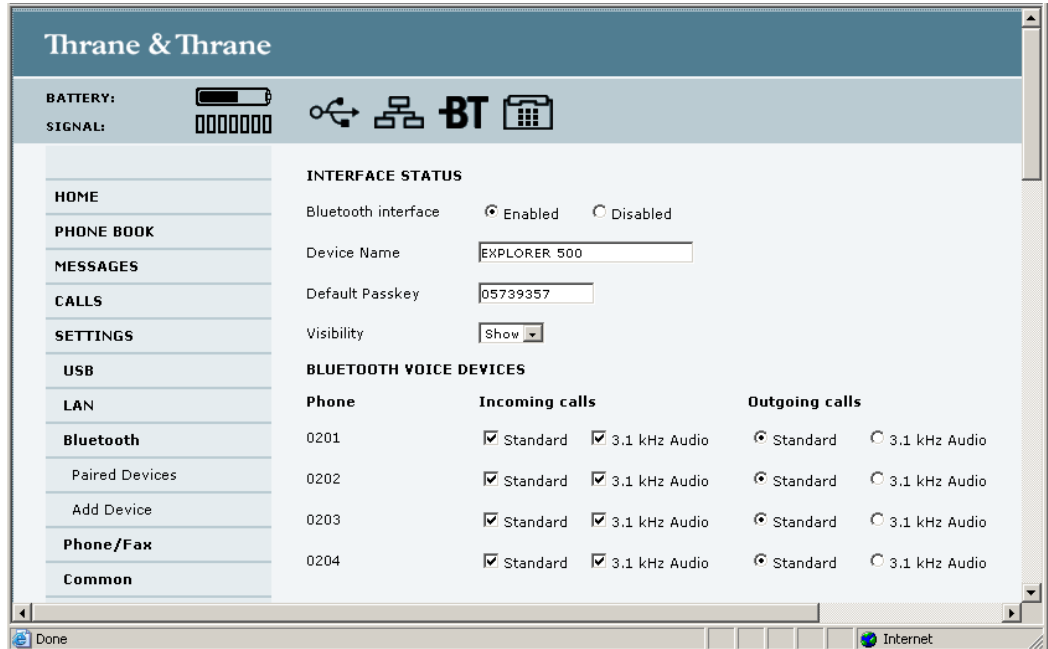 Thrane & Thrane
BATTERY:
SIGNAL:
BT
HOME
PHONE BOOK
MESSAGES
CALLS
SETTINGS
USB
LAN
Bluetooth
Paired Devices
Add Device
Phone/Fax
Common
INTERFACE STATUS
Bluetooth interface Enabled Disabled
Device Name EXPLORER 500
Default Passkey 05739357
Visibility Show
BLUETOOTH VOICE DEVICES
Phone Incoming calls Outgoing calls
0201 Standard 3.1 kHz Audio Standard 3.1 kHz Audio
0202 Standard 3.1 kHz Audio Standard 3.1 kHz Audio
0203 Standard 3.1 kHz Audio Standard 3.1 kHz Audio
0204 Standard 3.1 kHz Audio Standard 3.1 kHz Audio
Done Internet